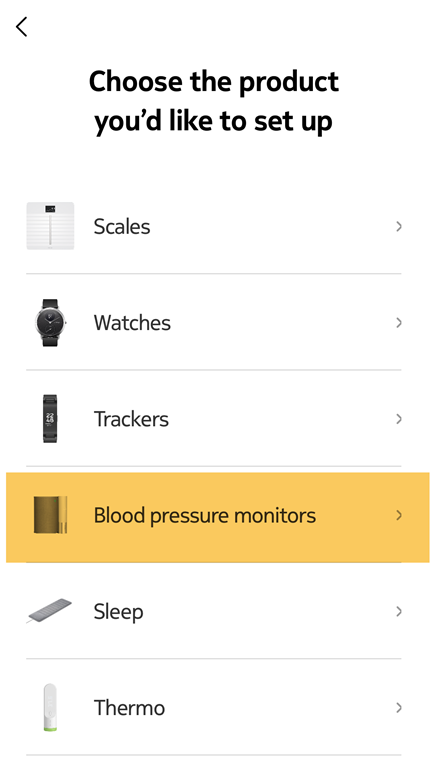 Choose the product
you’d like to set up
Scales
Watches
Trackers
Blood pressure monitors
Sleep
Thermo